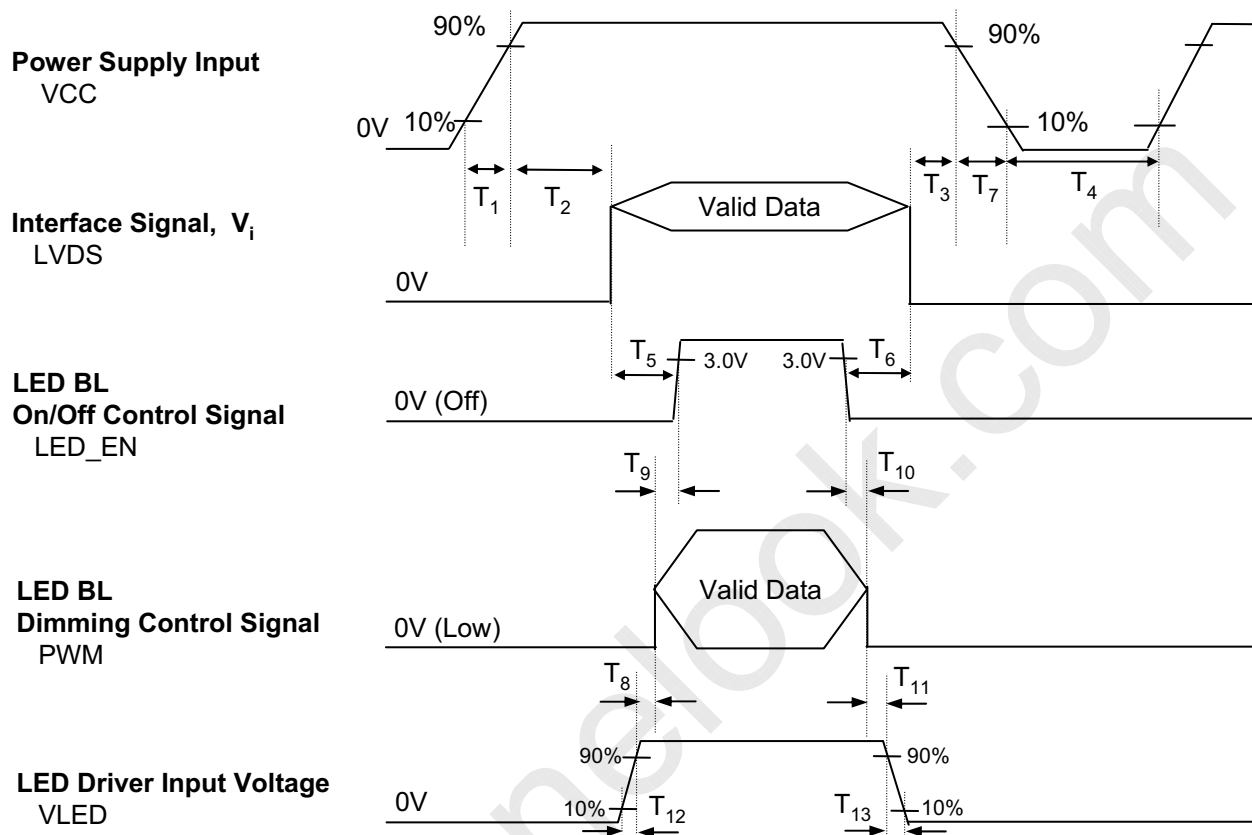 90%
90%
Power Supply Input
VCC
0V
10%
10%
T1
T2
T3
T7
T4
Valid Data
Interface Signal, Vi
LVDS
0V
T5
3.0V
3.0V
T6
LED BL
On/Off Control Signal
LED_EN
0V (Off)
T9
T10
LED BL
Dimming Control Signal
PWM
Valid Data
0V (Low)
T8
T11
90%
90%
LED Driver Input Voltage
VLED
0V
10%
T12
T13
10%
nelook.com